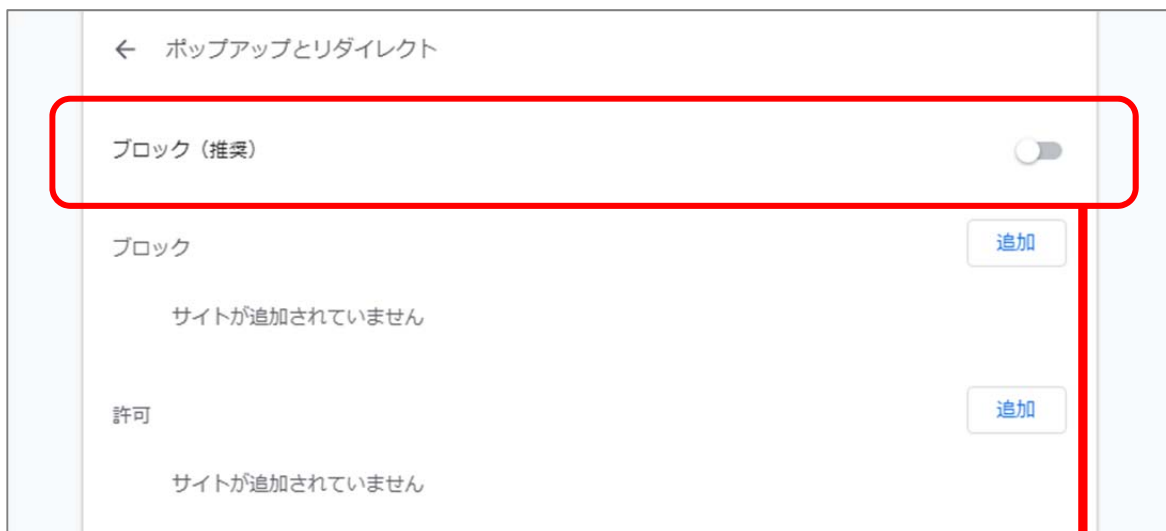 ポップアップとリダイレクト
ブロック（推奨）
ブロック
追加
サイトが追加されていません
許可
追加
サイトが追加されていません